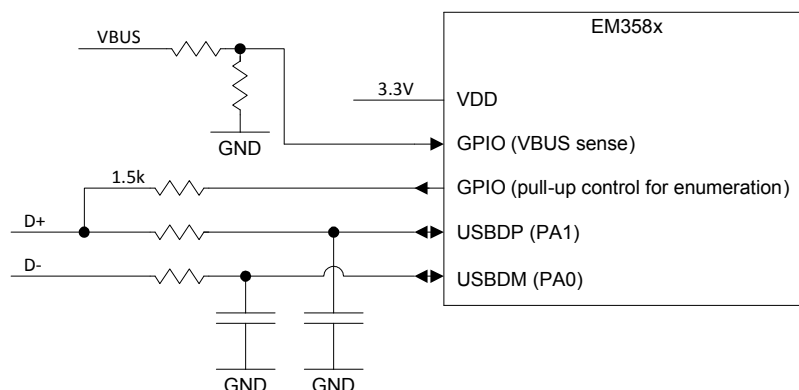 EM358x
VBUS
3.3V
VDD
GND
GPIO (VBUS sense)
1.5k
GPIO (pull-up control for enumeration)
D+
USBDP (PA1)
D-
USBDM (PA0)
GND
GND